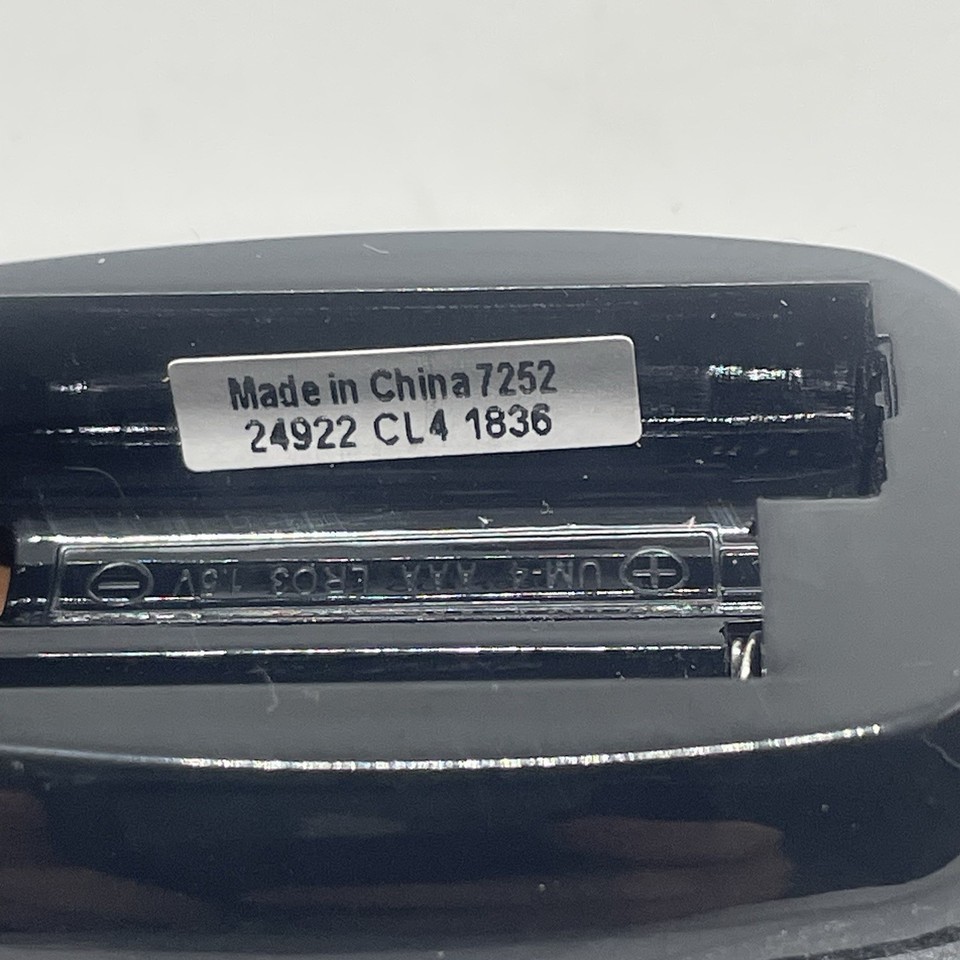 Made in China 7252
24922 CL4 1836
UM-4 AAA LR03 1.5V